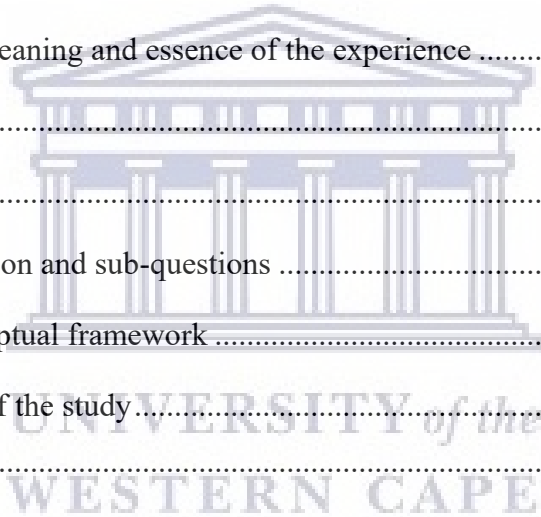 eaning and essence of the experience ........
................................................................
................................................................
on and sub-questions ..............................
ptual framework .....................................
f the study ..............................................
UNIVERSITY of the
................................................................
WESTERN CAPE